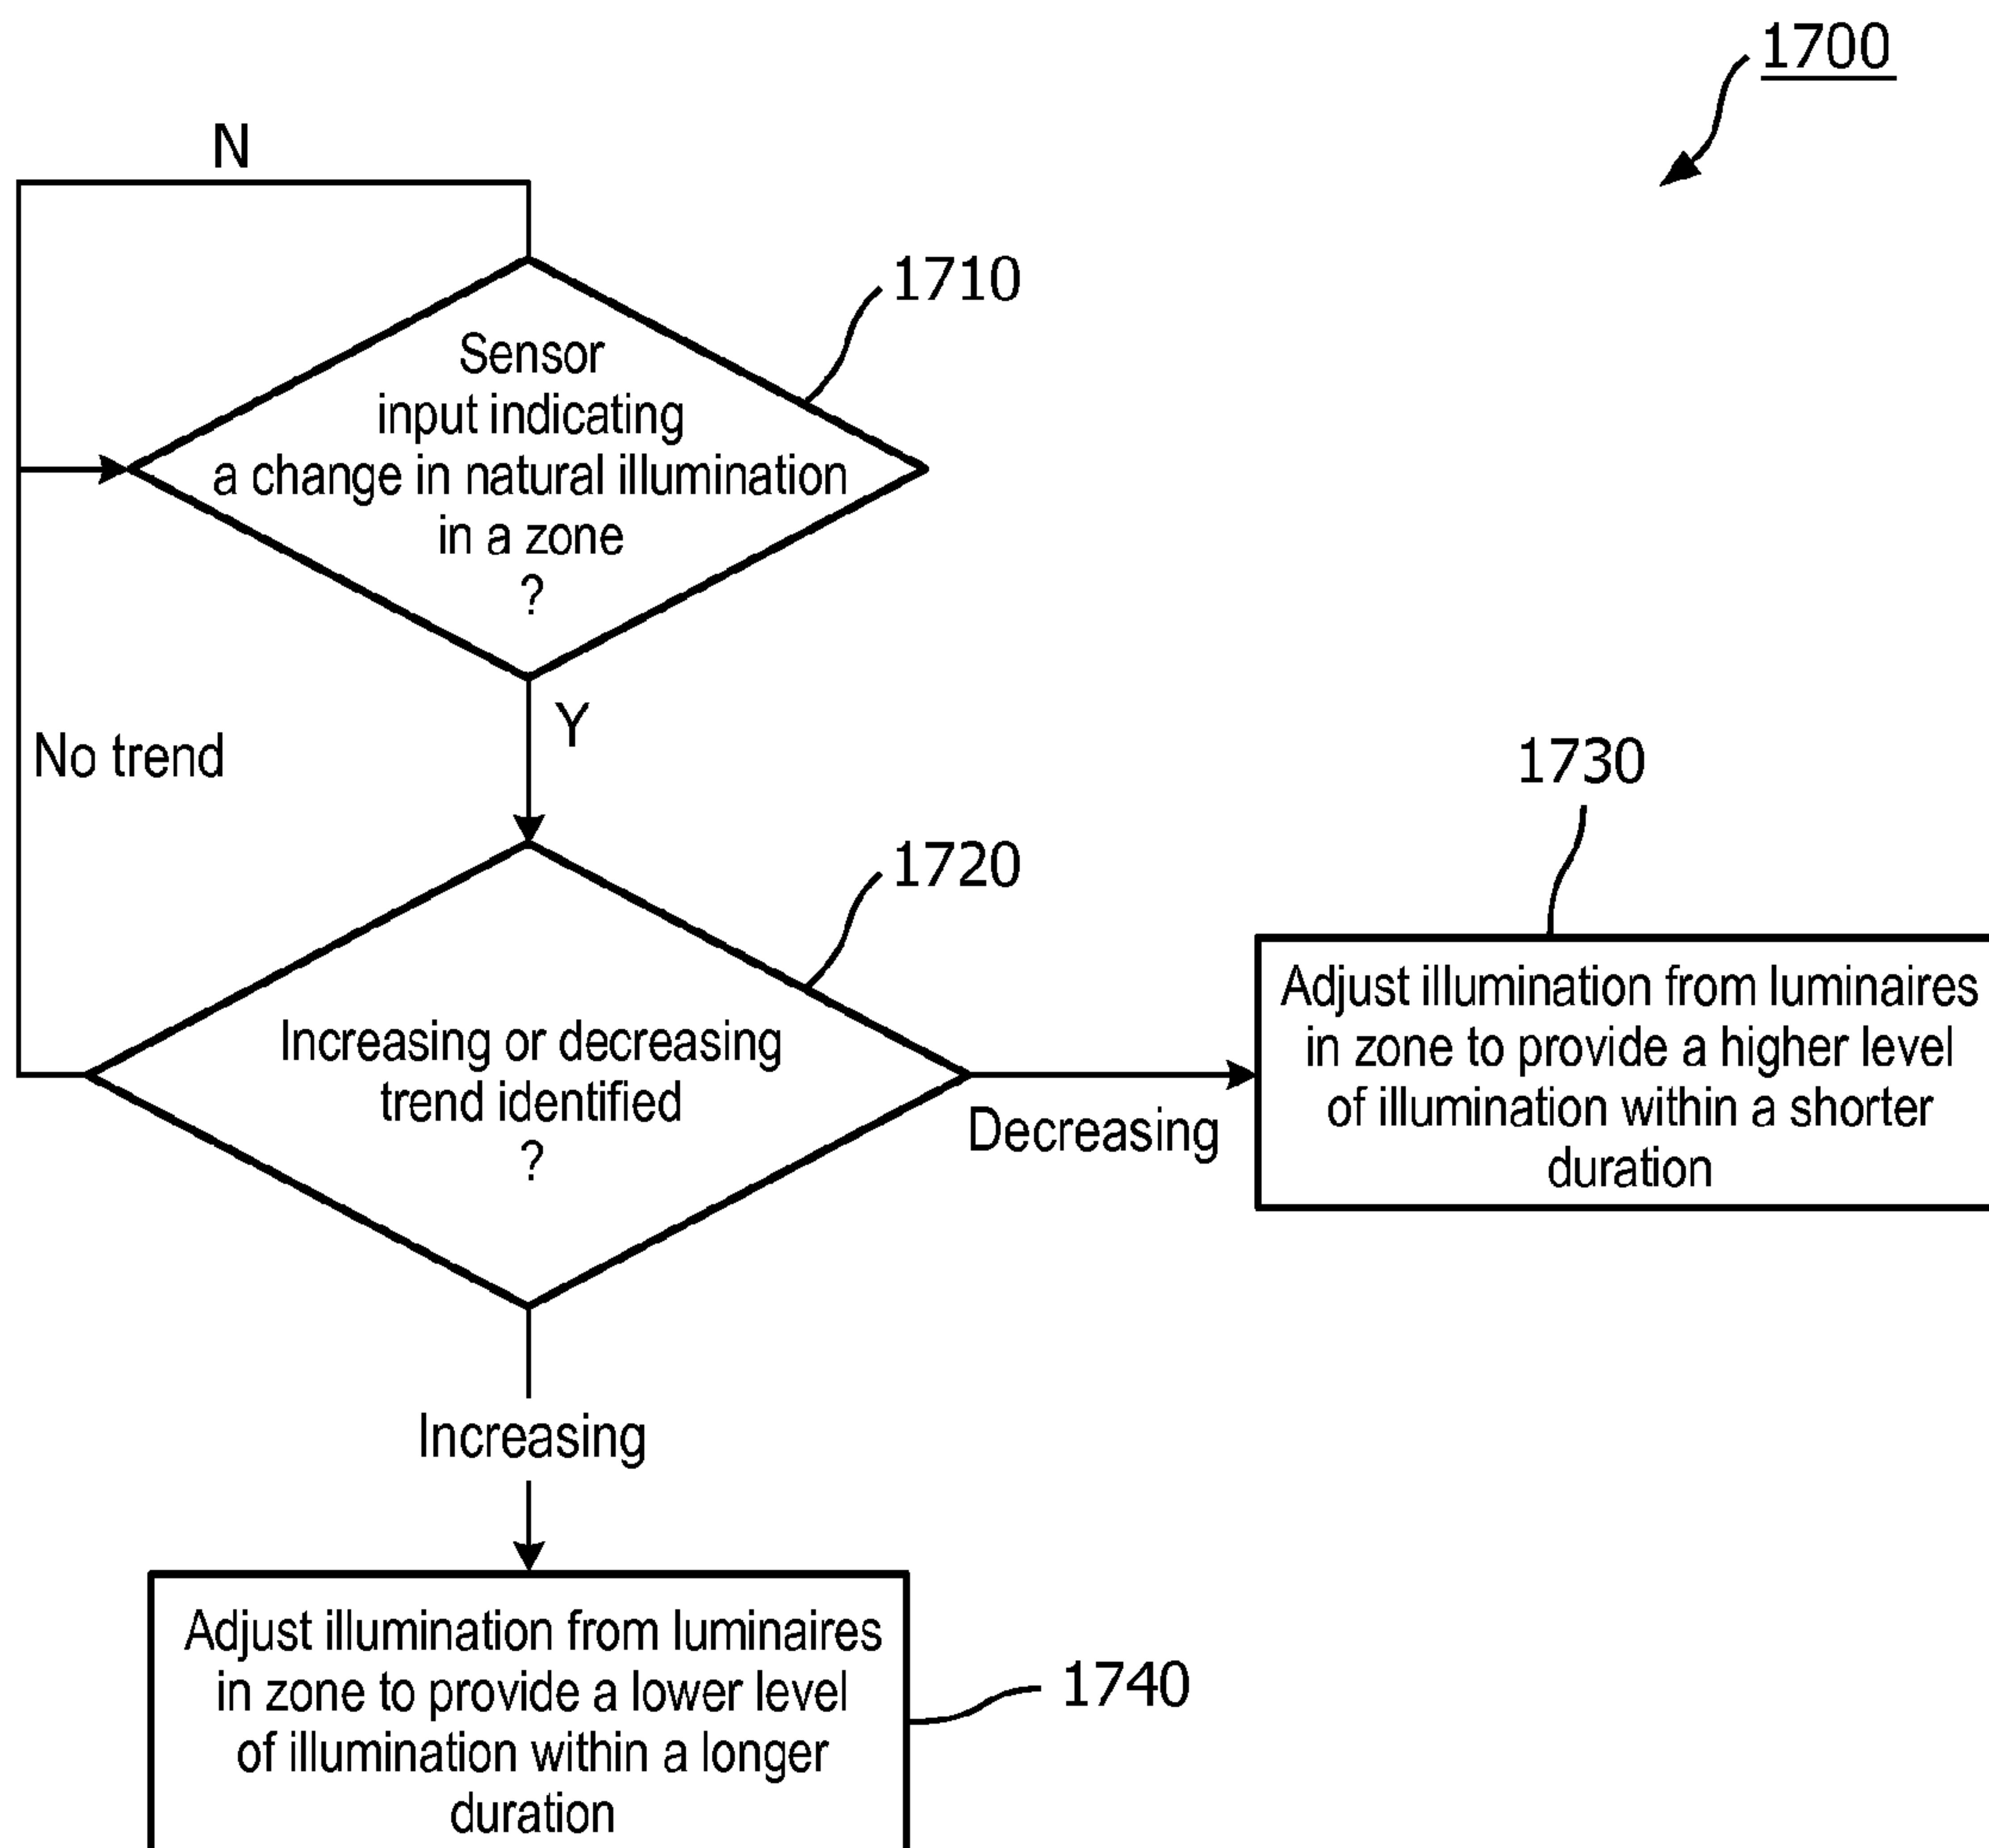 1700
N
1710
Sensor
input indicating
a change in natural illumination
in a zone
?
Y
No trend
1730
1720
Adjust illumination from luminaires
in zone to provide a higher level
of illumination within a shorter
duration
Increasing or decreasing
trend identified
?
Decreasing
Increasing
Adjust illumination from luminaires
in zone to provide a lower level
of illumination within a longer
duration
1740